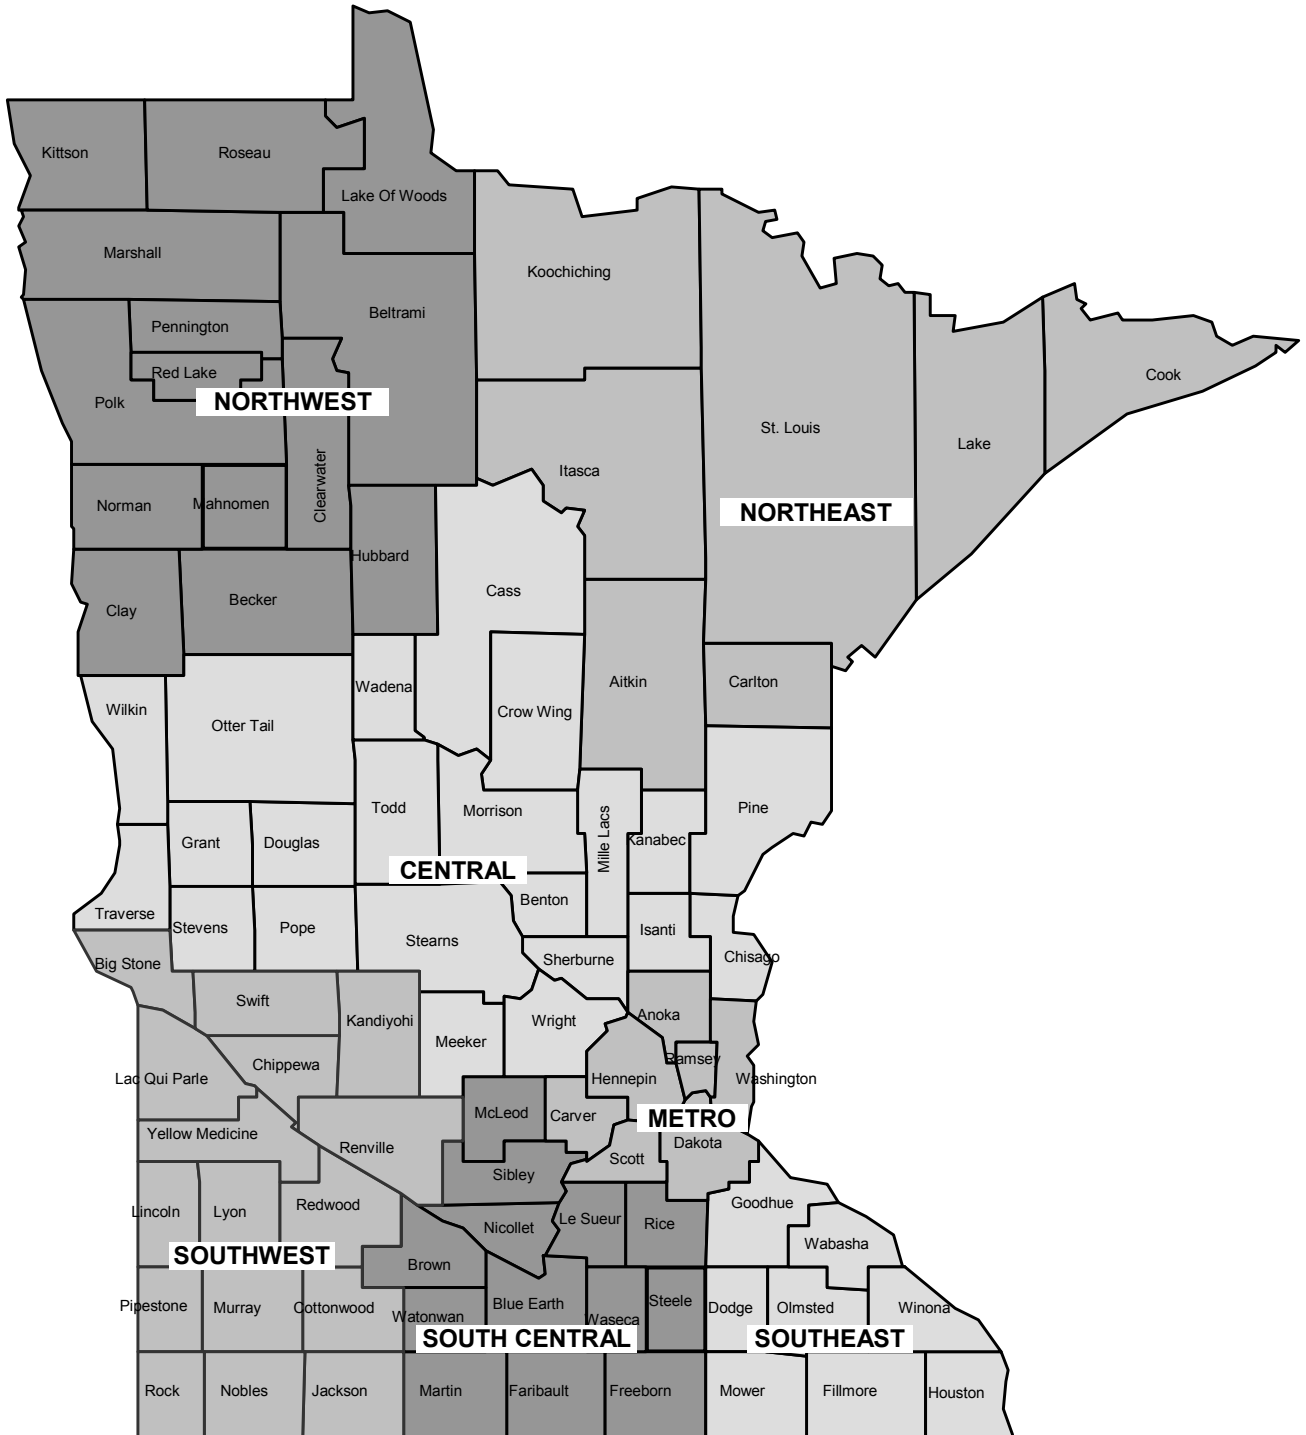 Kittson
Roseau
Lake Of Woods
Marshall
Koochiching
Beltrami
Pennington
Red Lake
Polk
NORTHWEST
Cook
St. Louis
Lake
Itasca
Clearwater
Norman
Mahnomen
NORTHEAST
Hubbard
Cass
Becker
Clay
Aitkin
Carlton
Wadena
Wilkin
Crow Wing
Otter Tail
Todd
Morrison
Pine
Mille Lacs
Kanabec
Grant
Douglas
CENTRAL
Benton
Traverse
Stevens
Pope
Isanti
Stearns
Chisago
Big Stone
Sherburne
Swift
Kandiyohi
Wright
Anoka
Meeker
Chippewa
Ramsey
Lac Qui Parle
Hennepin
Washington
McLeod
Carver
METRO
Yellow Medicine
Renville
Dakota
Scott
Sibley
Lincoln
Lyon
Redwood
Nicollet
Le Sueur
Rice
Goodhue
Wabasha
SOUTHWEST
Brown
Pipestone
Murray
Cottonwood
Watonwan
Blue Earth
Waseca
Steele
Dodge
Olmsted
Winona
SOUTH CENTRAL
SOUTHEAST
Rock
Nobles
Jackson
Martin
Faribault
Freeborn
Mower
Fillmore
Houston